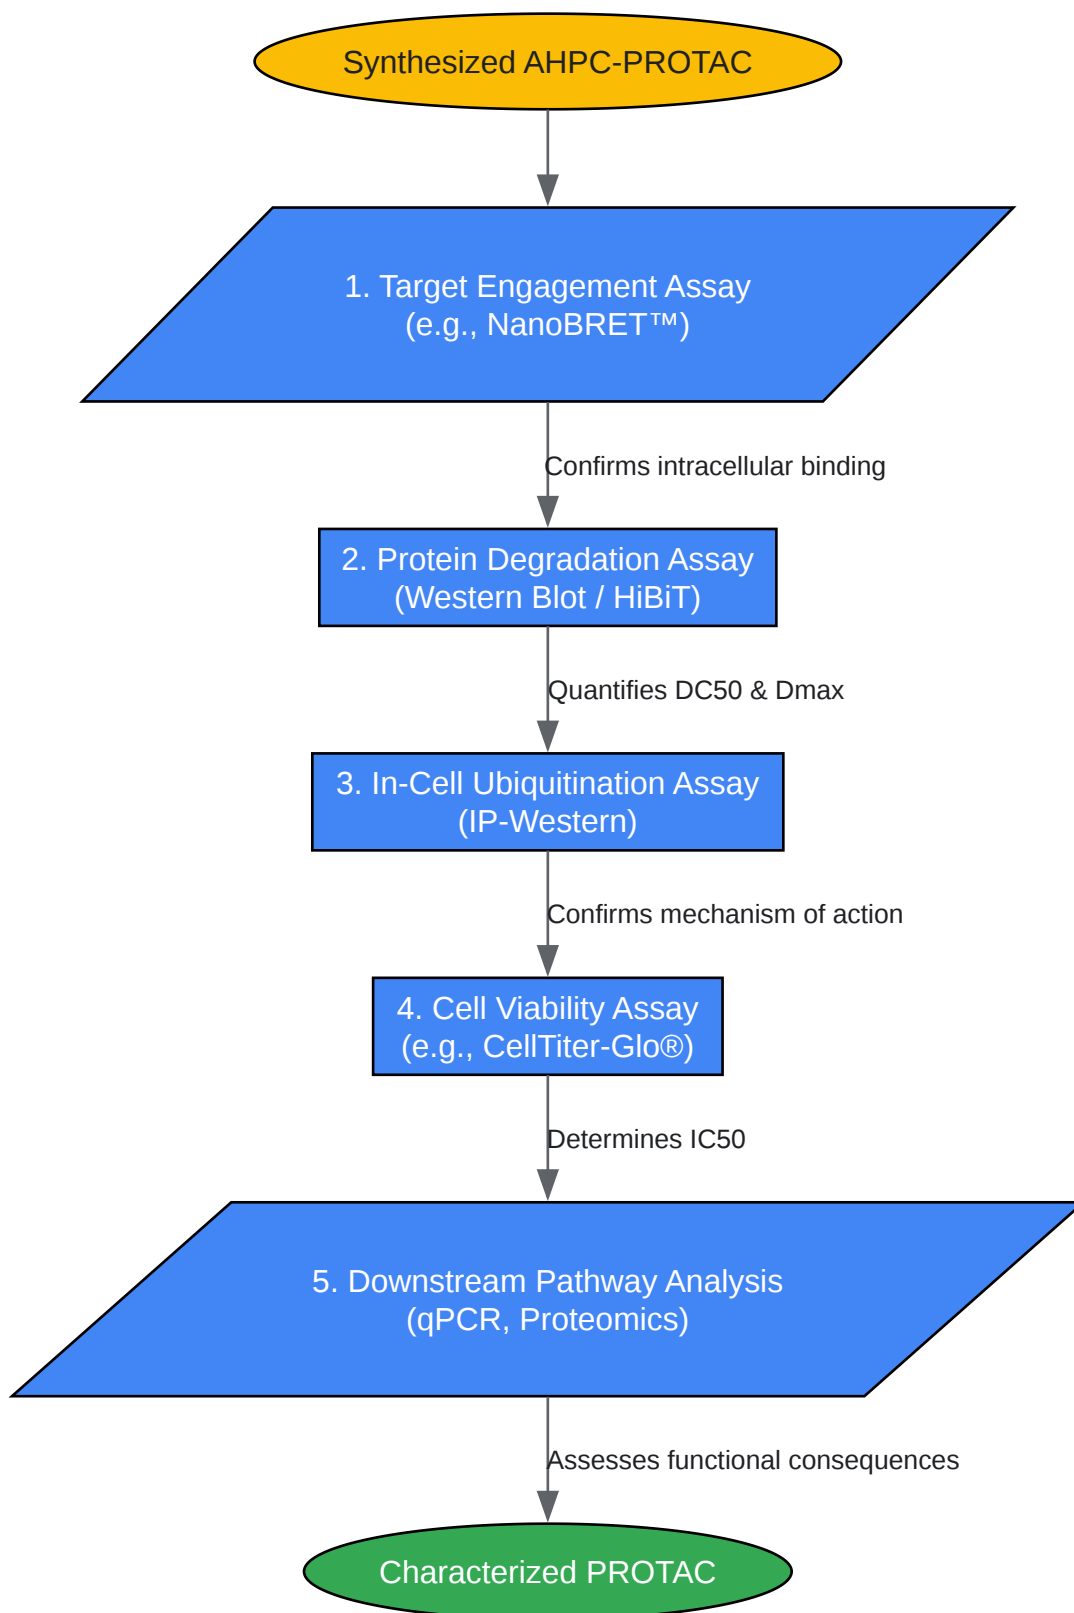 Synthesized AHPC-PROTAC
1. Target Engagement Assay
(e.g., NanoBRET™)
Confirms intracellular binding
2. Protein Degradation Assay
(Western Blot / HiBiT)
Quantifies DC50 & Dmax
3. In-Cell Ubiquitination Assay
(IP-Western)
Confirms mechanism of action
4. Cell Viability Assay
(e.g., CellTiter-Glo®)
Determines IC50
5. Downstream Pathway Analysis
(qPCR, Proteomics)
Assesses functional consequences
Characterized PROTAC